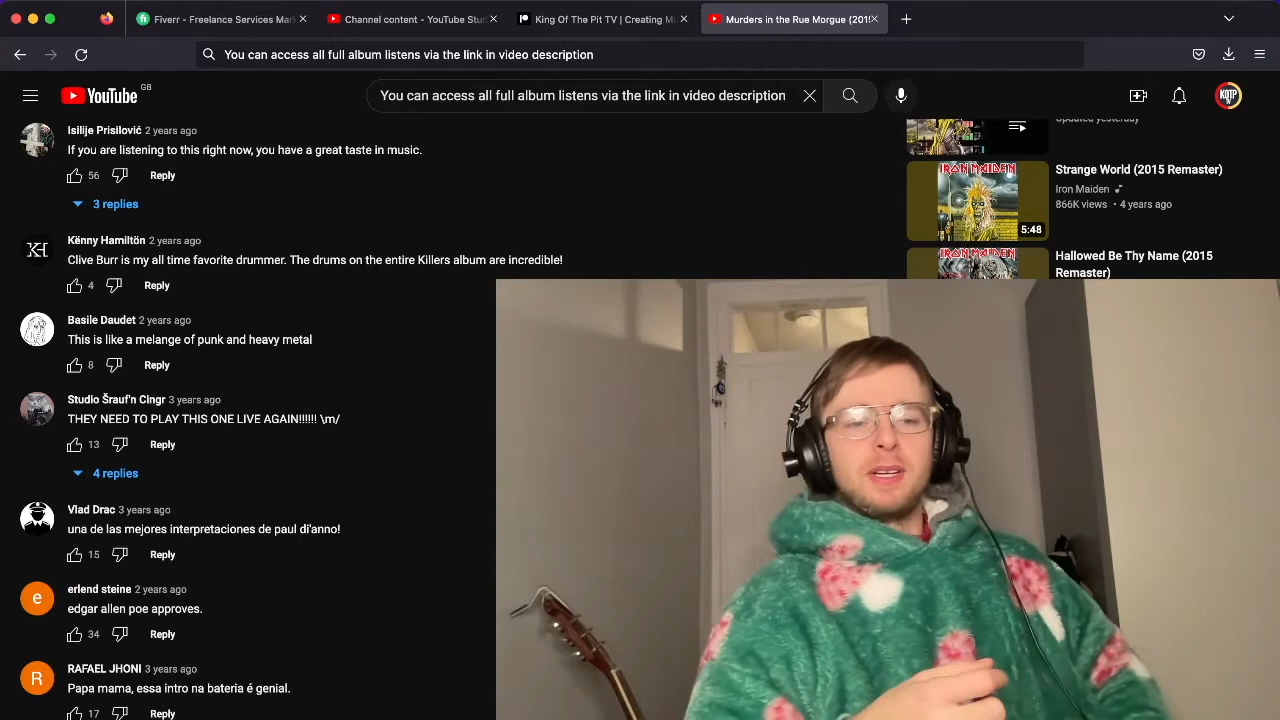 Fiverr - Freelance Services Mar
Channel content - YouTube Stud
King Of The Pit TV | Creating Mu
Murders in the Rue Morgue (201
You can access all full album listens via the link in video description
YouTube
GB
You can access all full album listens via the link in video description
KOTP
Isilije Prisilović 2 years ago
If you are listening to this right now, you have a great taste in music.
56
Reply
3 replies
Kënny Hamiltön 2 years ago
Clive Burr is my all time favorite drummer. The drums on the entire Killers album are incredible!
4
Reply
Basile Daudet 2 years ago
This is like a melange of punk and heavy metal
8
Reply
Studio Šrauf'n Cingr 3 years ago
THEY NEED TO PLAY THIS ONE LIVE AGAIN!!!!!! \m/
13
Reply
4 replies
Vlad Drac 3 years ago
una de las mejores interpretaciones de paul di'anno!
15
Reply
e
erlend steine 2 years ago
edgar allen poe approves.
34
Reply
R
RAFAEL JHONI 3 years ago
Papa mama, essa intro na bateria é genial.
17
Reply
Updated yesterday
IRON MAIDEN
5:48
Strange World (2015 Remaster)
Iron Maiden
866K views • 4 years ago
IRON MAIDEN
Hallowed Be Thy Name (2015
Remaster)
KH